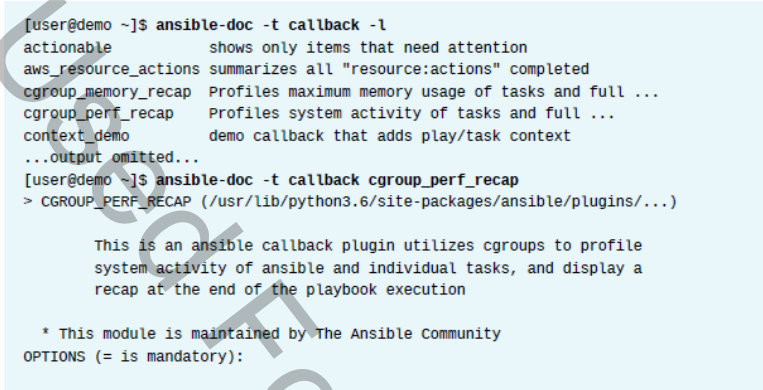 [user@demo ~]$ ansible-doc -t callback -l
actionable           shows only items that need attention
aws_resource_actions summarizes all "resource:actions" completed
cgroup_memory_recap  Profiles maximum memory usage of tasks and full ...
cgroup_perf_recap    Profiles system activity of tasks and full ...
context_demo         demo callback that adds play/task context
...output omitted...
[user@demo ~]$ ansible-doc -t callback cgroup_perf_recap
> CGROUP_PERF_RECAP (/usr/lib/python3.6/site-packages/ansible/plugins/...)

        This is an ansible callback plugin utilizes cgroups to profile
        system activity of ansible and individual tasks, and display a
        recap at the end of the playbook execution

  * This module is maintained by The Ansible Community
OPTIONS (= is mandatory):
Used